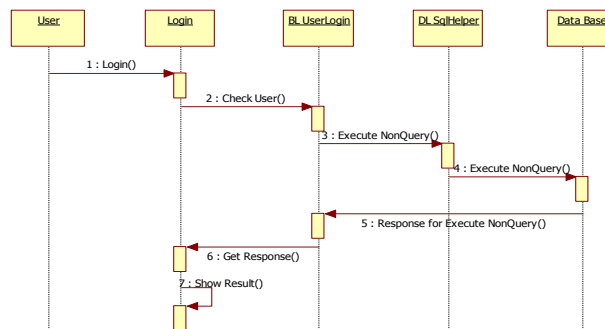 User
Login
BL UserLogin
DL SqlHelper
Data Base
1 : Login()
2 : Check User()
3 : Execute NonQuery()
4 : Execute NonQuery()
5 : Response for Execute NonQuery()
6 : Get Response()
7 : Show Result()